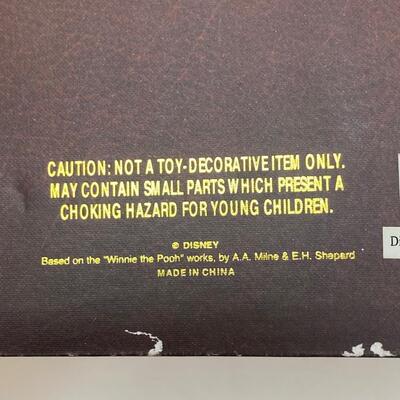 CAUTION: NOT A TOY-DECORATIVE ITEM ONLY.
MAY CONTAIN SMALL PARTS WHICH PRESENT A
CHOKING HAZARD FOR YOUNG CHILDREN.
© DISNEY
Based on the "Winnie the Pooh" works, by A.A. Milne & E.H. Shepard
MADE IN CHINA